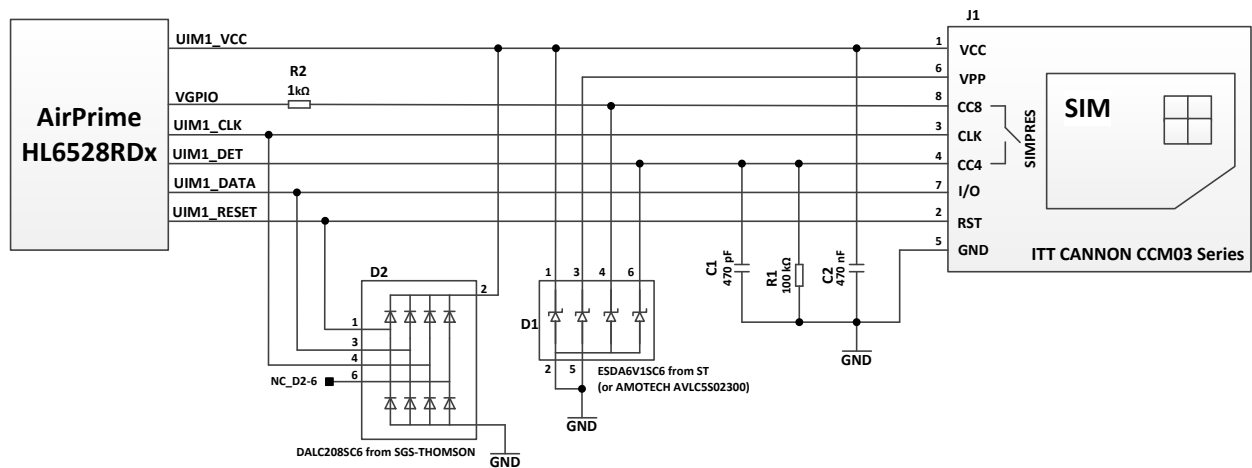 J1
UIM1_VCC
1
VCC
6
VPP
R2
1kΩ
VGPIO
8
CC8
SIM
AirPrime
HL6528RDx
UIM1_CLK
3
CLK
SIMPRES
UIM1_DET
4
CC4
UIM1_DATA
7
I/O
UIM1_RESET
2
RST
5
GND
ITT CANNON CCM03 Series
D2
2
1
3
4
6
NC_D2-6
DALC208SC6 from SGS-THOMSON
GND
1 3 4 6
D1
2 5
ESDA6V1SC6 from ST
(or AMOTECH AVLC5S02300)
GND
C1
470 pF
R1
100 kΩ
C2
470 nF
GND